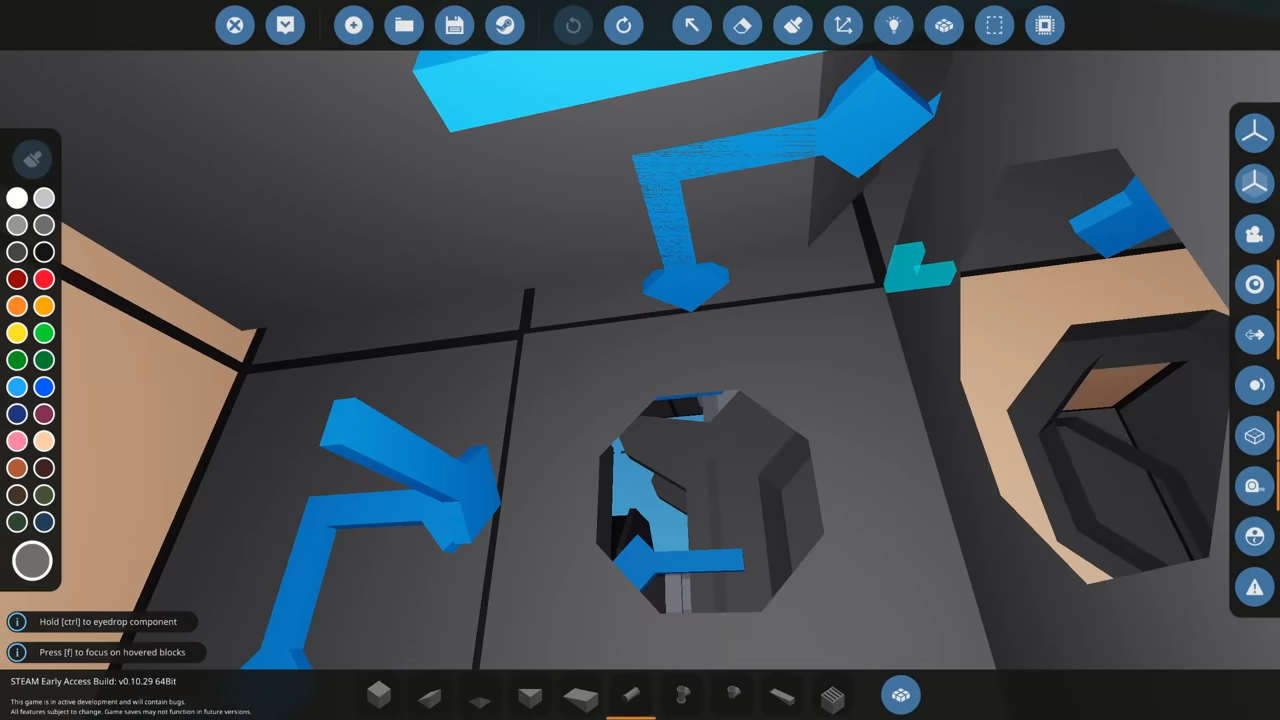 Hold [ctrl] to eyedrop component
Press [f] to focus on hovered blocks
STEAM Early Access Build: v0.10.29 64Bit
This game is in active development and will contain bugs.
All features subject to change. Game saves may not function in future versions.